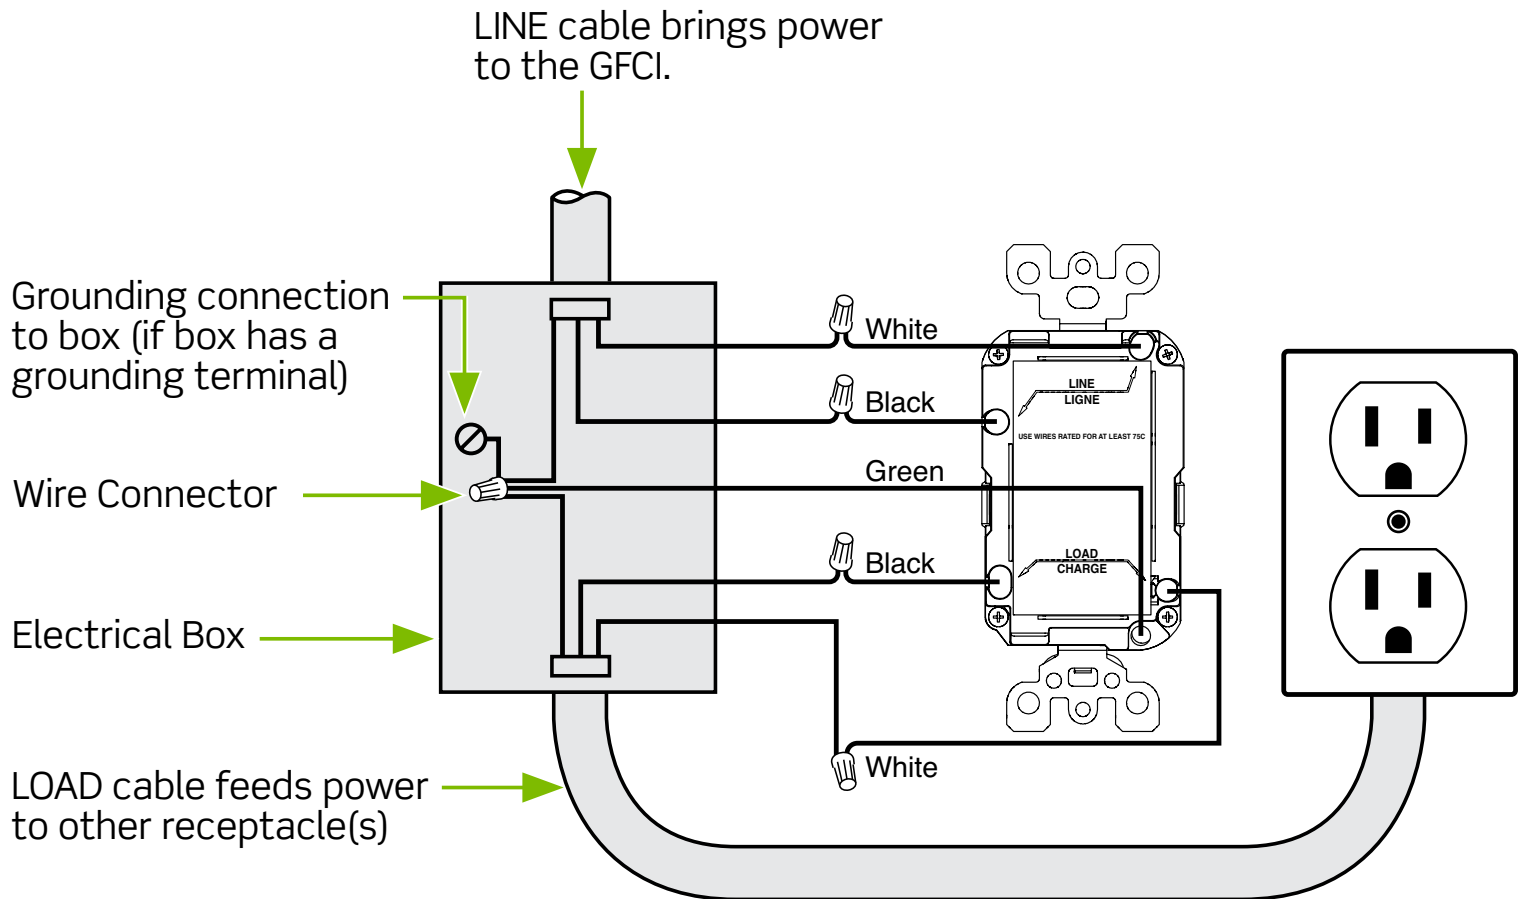 LINE cable brings power
to the GFCI.
Grounding connection
to box (if box has a
grounding terminal)
Wire Connector
Electrical Box
LOAD cable feeds power
to other receptacle(s)
White
Black
Green
Black
White
LINE
LIGNE
USE WIRES RATED FOR AT LEAST 75C
LOAD
CHARGE